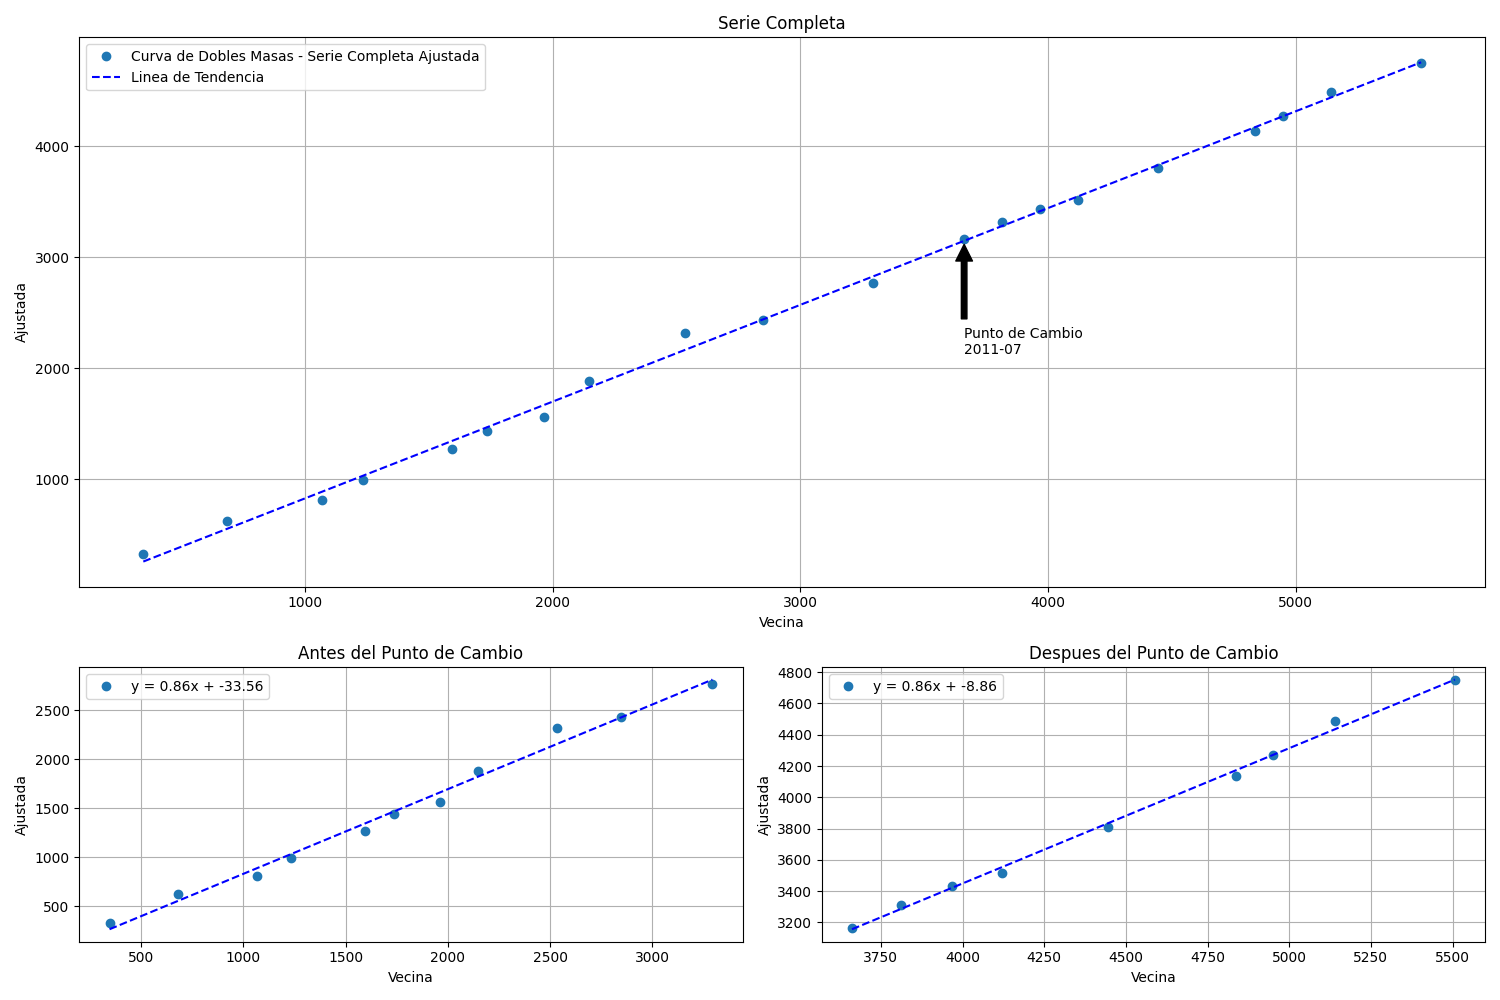 Serie Completa
Curva de Dobles Masas - Serie Completa Ajustada
Linea de Tendencia
Ajustada
4000
3000
2000
1000
Punto de Cambio
2011-07
1000
2000
3000
4000
5000
Vecina
Antes del Punto de Cambio
y = 0.86x + -33.56
Ajustada
2500
2000
1500
1000
500
500
1000
1500
2000
2500
3000
Vecina
Despues del Punto de Cambio
y = 0.86x + -8.86
Ajustada
4800
4600
4400
4200
4000
3800
3600
3400
3200
3750
4000
4250
4500
4750
5000
5250
5500
Vecina